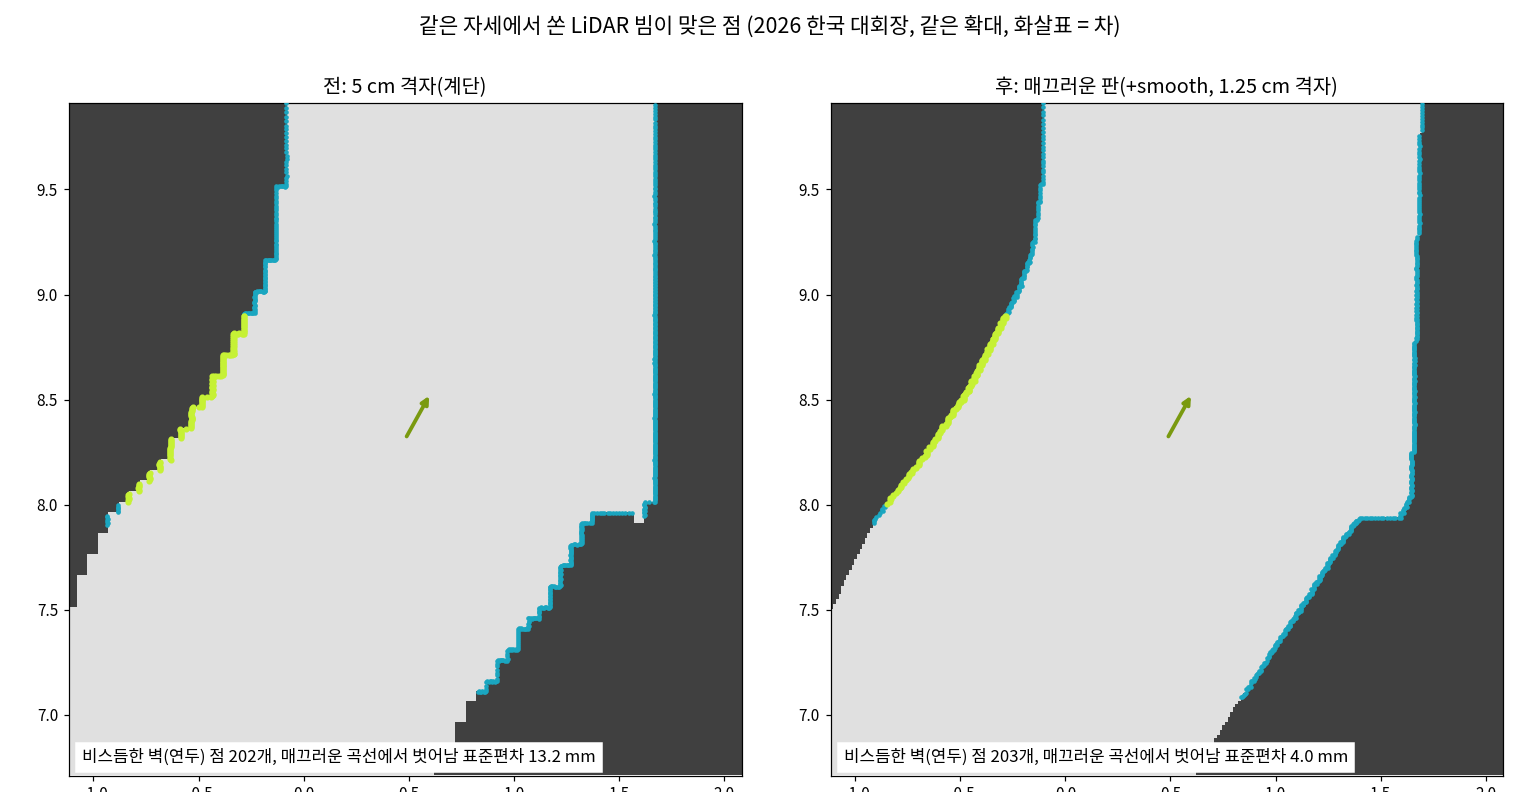 같은 자세에서 쏜 LiDAR 빔이 맞은 점 (2026 한국 대회장, 같은 확대, 화살표 = 차)
전: 5 cm 격자(계단)
9.5
9.0
8.5
8.0
7.5
7.0
비스듬한 벽(연두) 점 202개, 매끄러운 곡선에서 벗어남 표준편차 13.2 mm
후: 매끄러운 판(+smooth, 1.25 cm 격자)
9.5
9.0
8.5
8.0
7.5
7.0
비스듬한 벽(연두) 점 203개, 매끄러운 곡선에서 벗어남 표준편차 4.0 mm